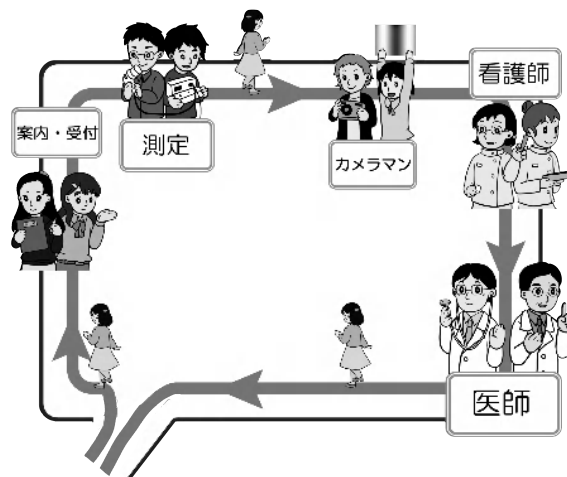 案内・受付
測定
カメラマン
看護師
医師